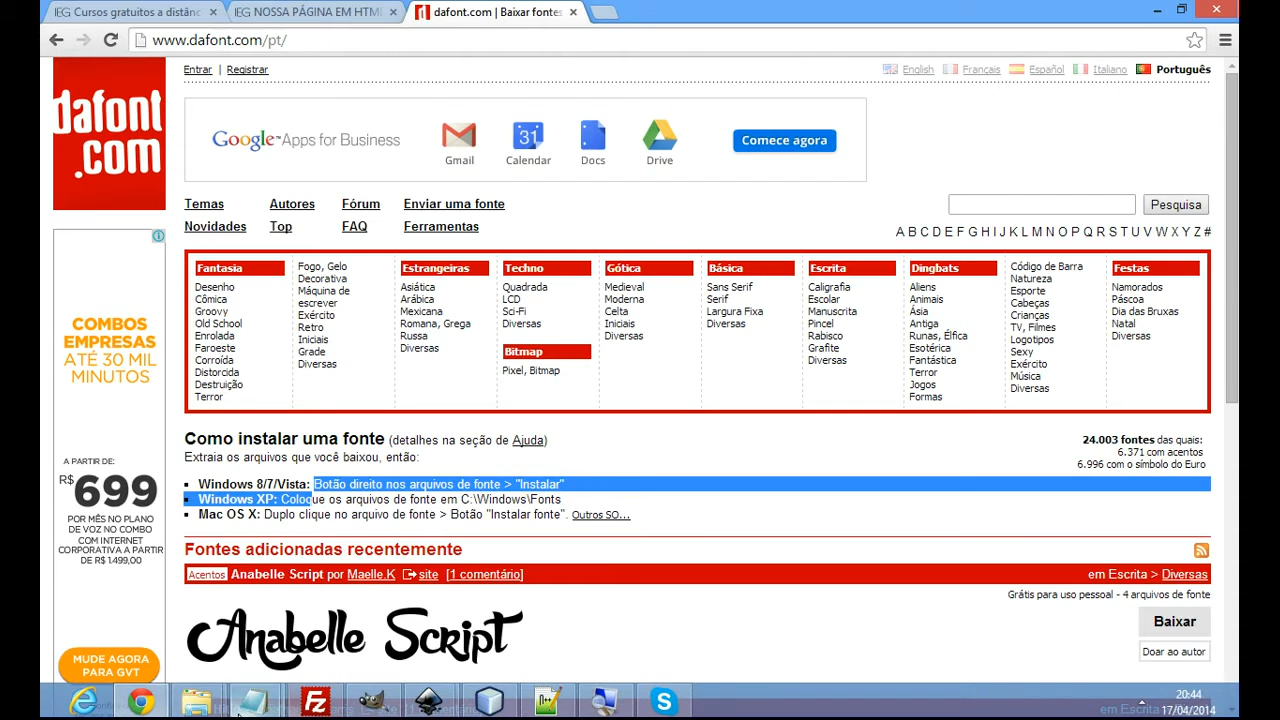 IEG Cursos gratuitos a distânc
IEG NOSSA PÁGINA EM HTM
dafont.com | Baixar fontes
www.dafont.com/pt/
dafont
.com
Entrar | Registrar
English Français Español Italiano Português
Google Apps for Business
Gmail
31
Calendar
Docs
Drive
Comece agora
Temas Autores Fórum Enviar uma fonte
Novidades Top FAQ Ferramentas
Pesquisa
A B C D E F G H I J K L M N O P Q R S T U V W X Y Z #
Fantasia
Desenho
Cômica
Groovy
Old School
Enrolada
Faroeste
Corroída
Distorcida
Destruição
Terror
Fogo, Gelo
Decorativa
Máquina de
escrever
Exército
Retro
Iniciais
Grade
Diversas
Estrangeiras
Asiática
Arábica
Mexicana
Romana, Grega
Russa
Diversas
Techno
Quadrada
LCD
Sci-Fi
Diversas
Bitmap
Pixel, Bitmap
Gótica
Medieval
Moderna
Celta
Iniciais
Diversas
Básica
Sans Serif
Serif
Largura Fixa
Diversas
Escrita
Caligrafia
Escolar
Manuscrita
Pincel
Rabisco
Grafite
Diversas
Dingbats
Aliens
Animais
Ásia
Antiga
Runas, Élfica
Esotérica
Fantástica
Terror
Jogos
Formas
Código de Barra
Natureza
Esporte
Cabeças
Crianças
TV, Filmes
Logotipos
Sexy
Exército
Música
Diversas
Festas
Namorados
Páscoa
Dia das Bruxas
Natal
Diversas
COMBOS
EMPRESAS
ATÉ 30 MIL
MINUTOS
A PARTIR DE:
R$ 699
POR MÊS NO PLANO
DE VOZ NO COMBO
COM INTERNET
CORPORATIVA A PARTIR
DE R$ 1.499,00
MUDE AGORA
PARA GVT
Como instalar uma fonte (detalhes na seção de Ajuda)
Extraia os arquivos que você baixou, então:
Windows 8/7/Vista: Botão direito nos arquivos de fonte > "Instalar"
Windows XP: Coloque os arquivos de fonte em C:\Windows\Fonts
Mac OS X: Duplo clique no arquivo de fonte > Botão "Instalar fonte". Outros SO...
24.003 fontes das quais:
6.371 com acentos
6.996 com o símbolo do Euro
Fontes adicionadas recentemente
Acentos Anabelle Script por Maelle.K site [1 comentário]
em Escrita > Diversas
Grátis para uso pessoal - 4 arquivos de fonte
Anabelle Script
Baixar
Doar ao autor
20:44
17/04/2014